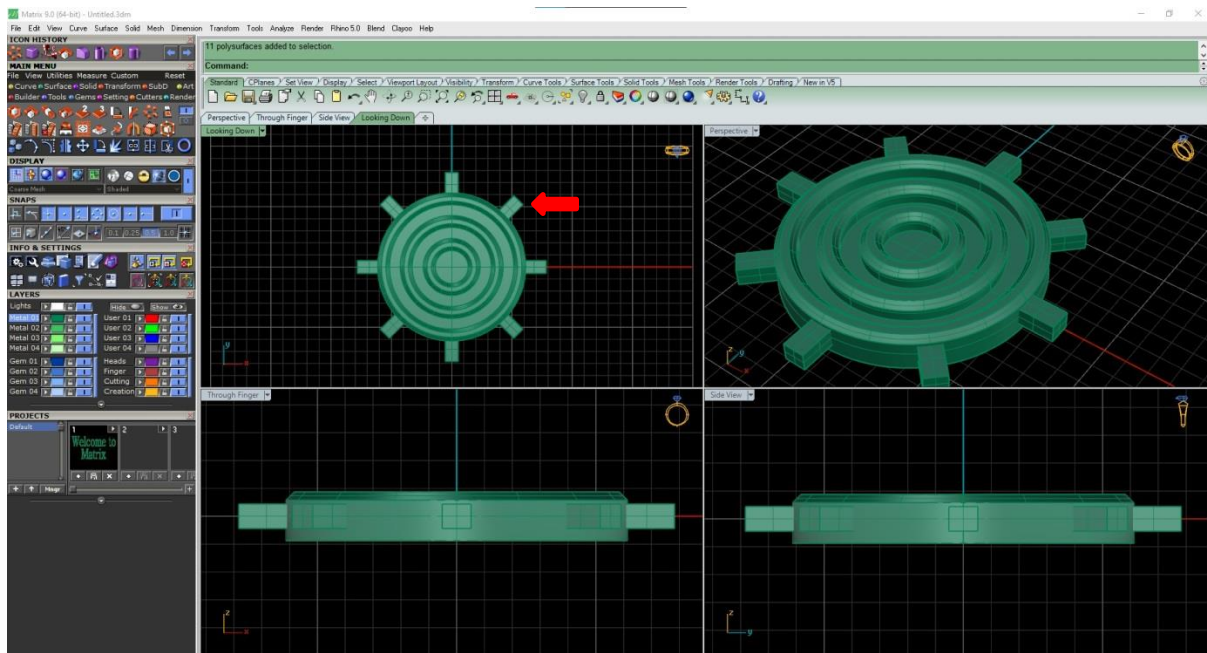 Matrix 9.0 (64-bit) - Untitled.3dm
File Edit View Curve Surface Solid Mesh Dimension Transform Tools Analyze Render Rhino 5.0 Blend Clayoo Help
ICON HISTORY
11 polysurfaces added to selection.
Command:
MAIN MENU
File View Utilities Measure Custom Reset
Curve Surface Solid Transform SubD Art
Builder Tools Gems Setting Cutters Render
Standard CPlanes Set View Display Select Viewport Layout Visibility Transform Curve Tools Surface Tools Solid Tools Mesh Tools Render Tools Drafting New in V5
Perspective Through Finger Side View Looking Down
Looking Down
Perspective
2 3
DISPLAY
Coarse Mesh Shaded
SNAPS
0.1 0.25 1.0
INFO & SETTINGS
LAYERS
Lights Hide Show
Metal 01 User 01
Metal 02 User 02
Metal 03 User 03
Metal 04 User 04
Gem 01 Heads
Gem 02 Finger
Gem 03 Cutting
Gem 04 Creation
y
x
z
y
x
Through Finger
Side View
PROJECTS
Default
1 2 3
Welcome to
Matrix
Mngr
z
x
z
y